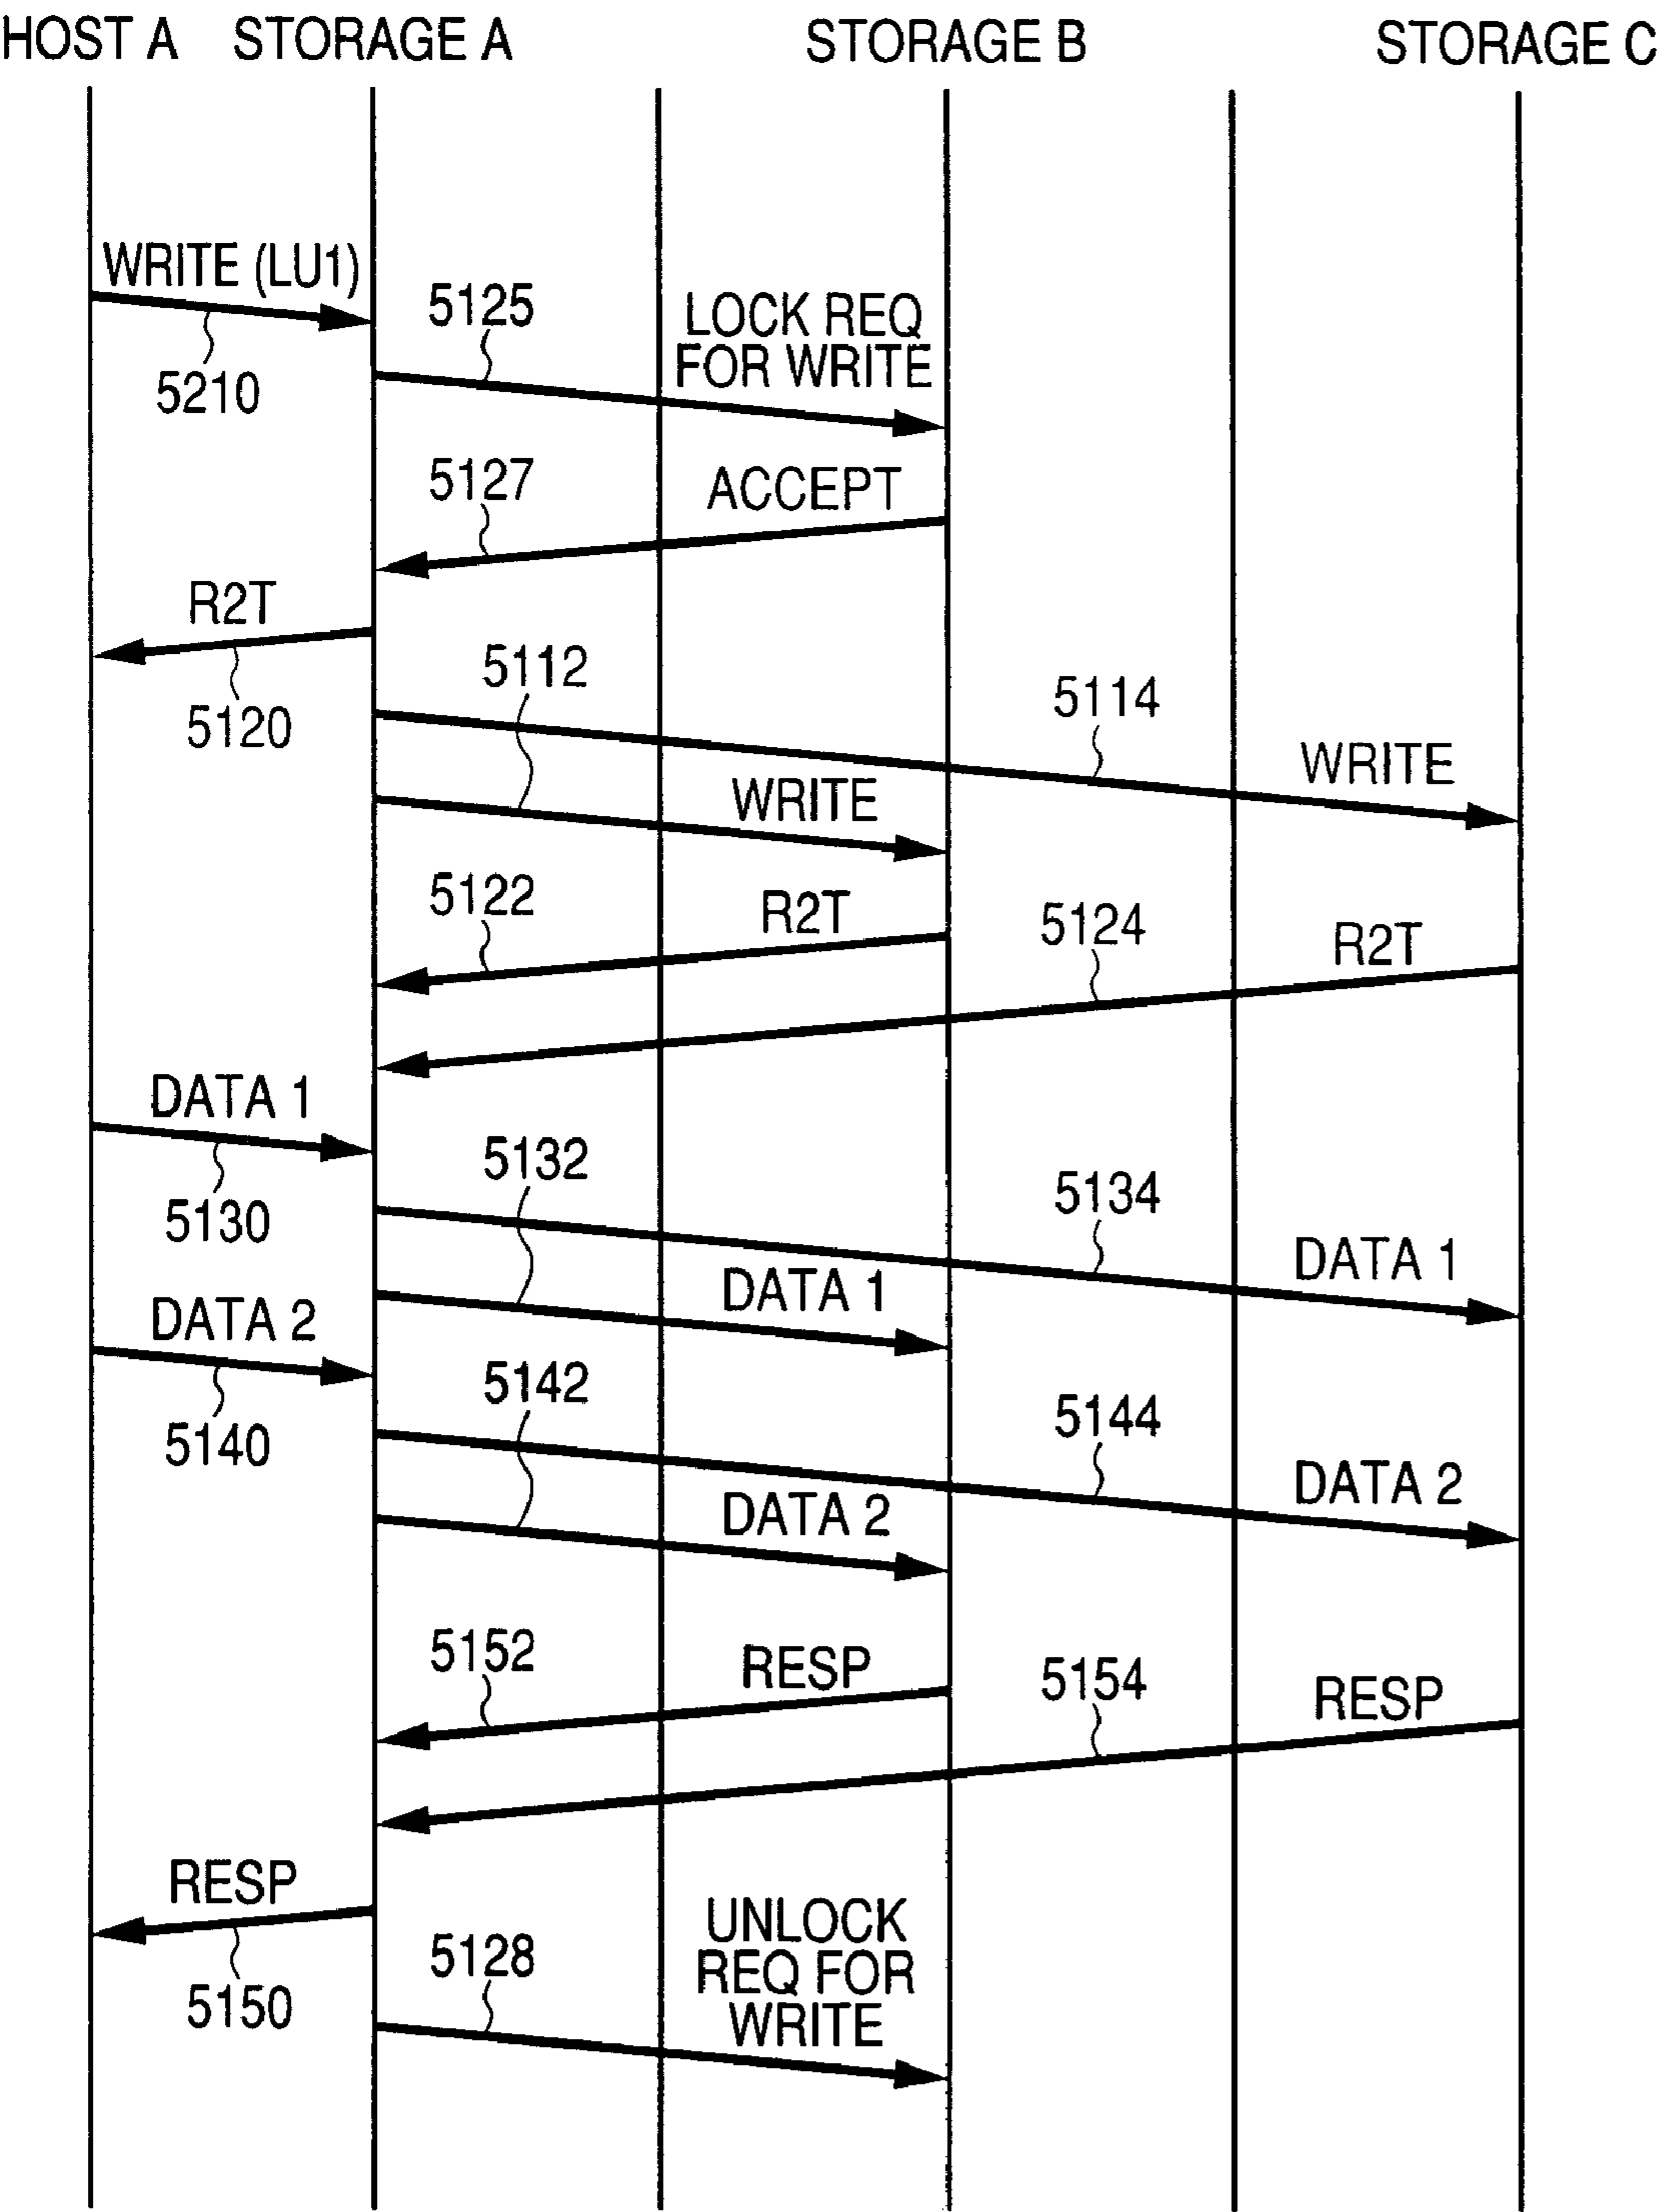 HOST A STORAGE A STORAGE B STORAGE C
WRITE (LU1)
5210
5125
LOCK REQ
FOR WRITE
5127
ACCEPT
R2T
5120
5112
5114
WRITE
WRITE
5122
R2T
5124
R2T
DATA 1
5130
5132
5134
DATA 1
DATA 1
DATA 2
5140
5142
5144
DATA 2
DATA 2
5152
RESP
5154
RESP
RESP
5150
5128
UNLOCK
REQ FOR
WRITE